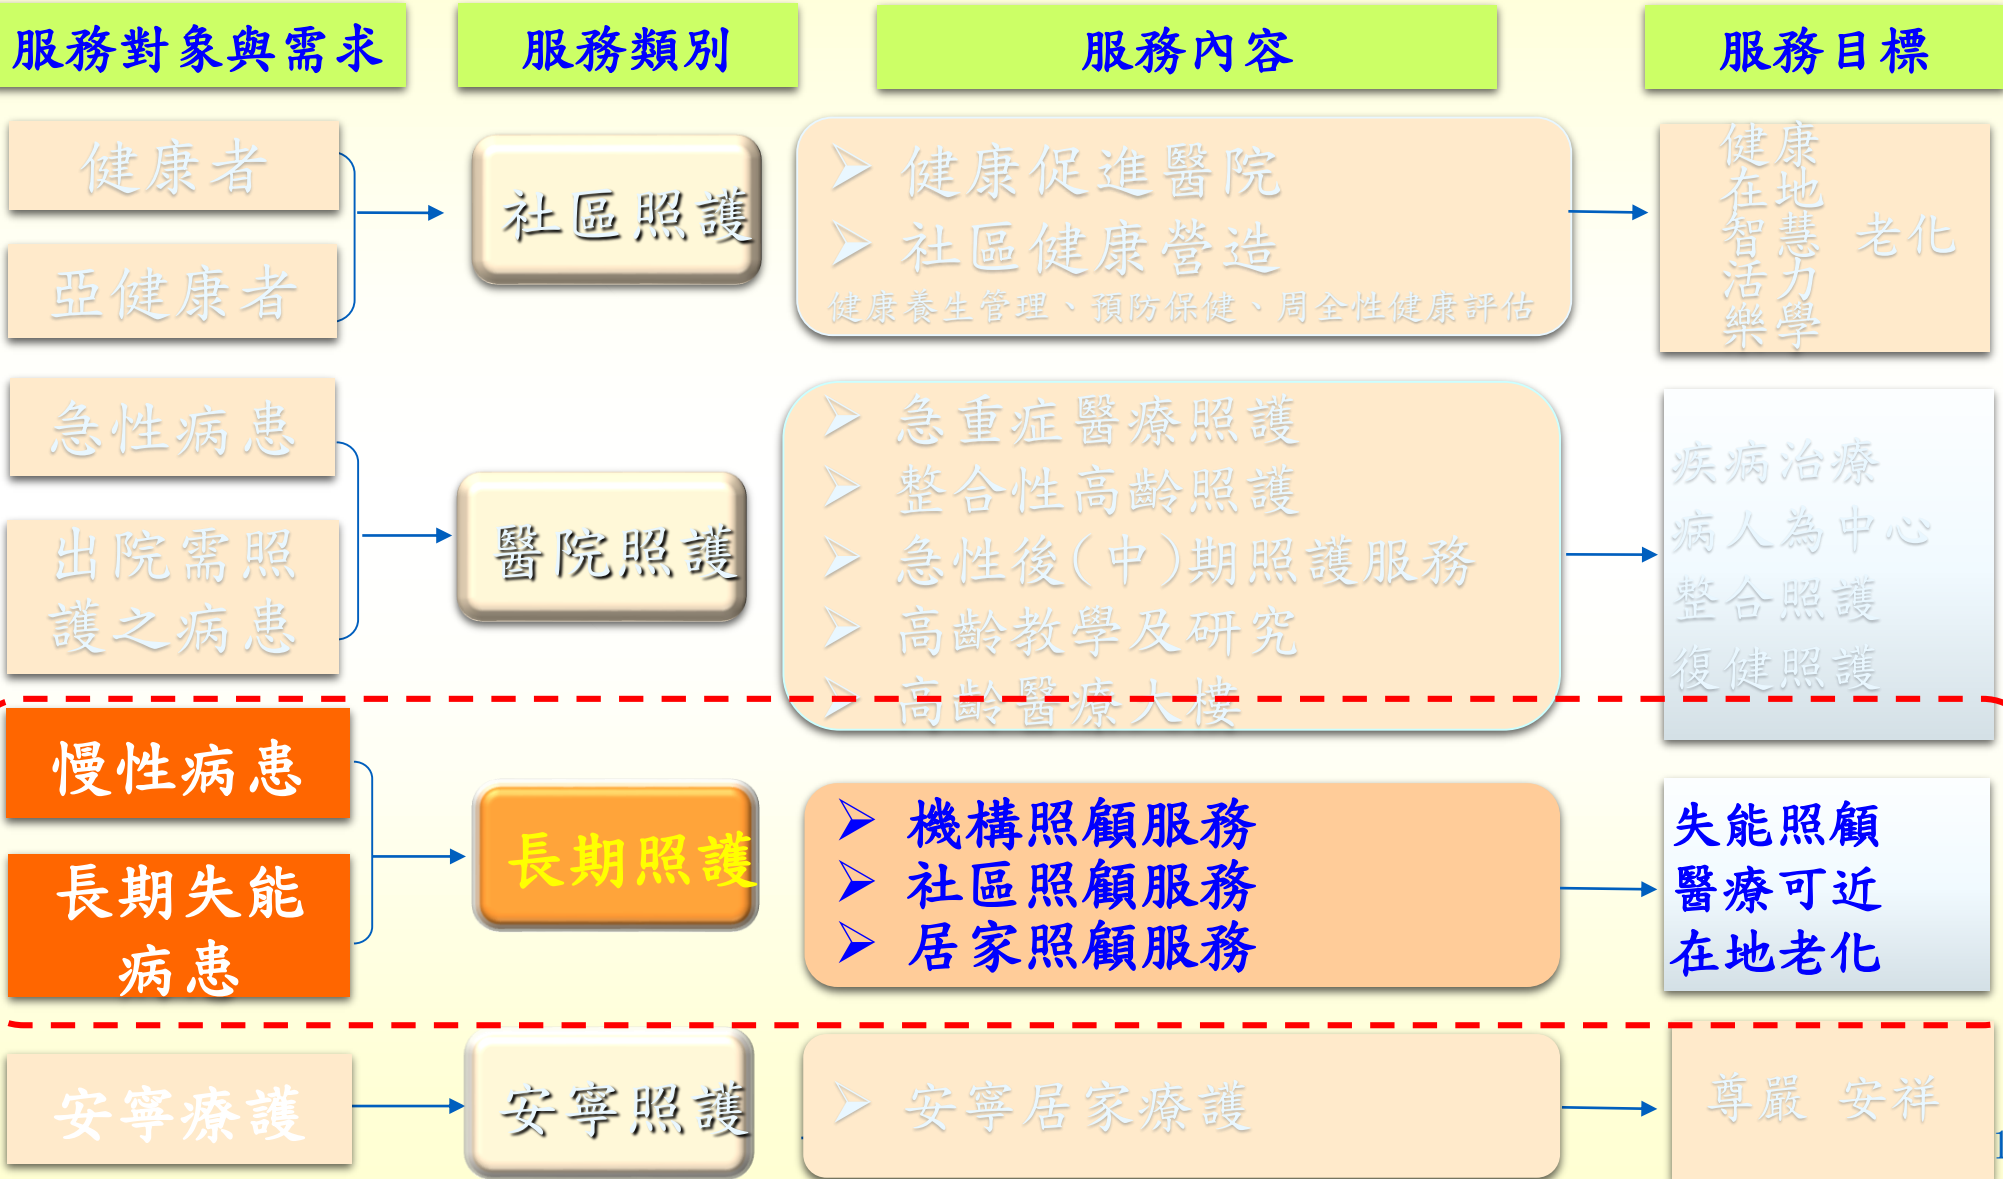 服務對象與需求
服務類別
服務內容
服務目標
健康者
亞健康者
社區照護
➢ 健康促進醫院
➢ 社區健康營造
健康養生管理、預防保健、周全性健康評估
健康
在地
智慧 老化
活力
樂學
急性病患
出院需照
護之病患
醫院照護
➢ 急重症醫療照護
➢ 整合性高齡照護
➢ 急性後(中)期照護服務
➢ 高齡教學及研究
➢ 高齡醫療大樓
疾病治療
病人為中心
整合照護
復健照護
慢性病患
長期失能
病患
長期照護
➢ 機構照顧服務
➢ 社區照顧服務
➢ 居家照顧服務
失能照顧
醫療可近
在地老化
安寧療護
安寧照護
➢ 安寧居家療護
尊嚴 安祥